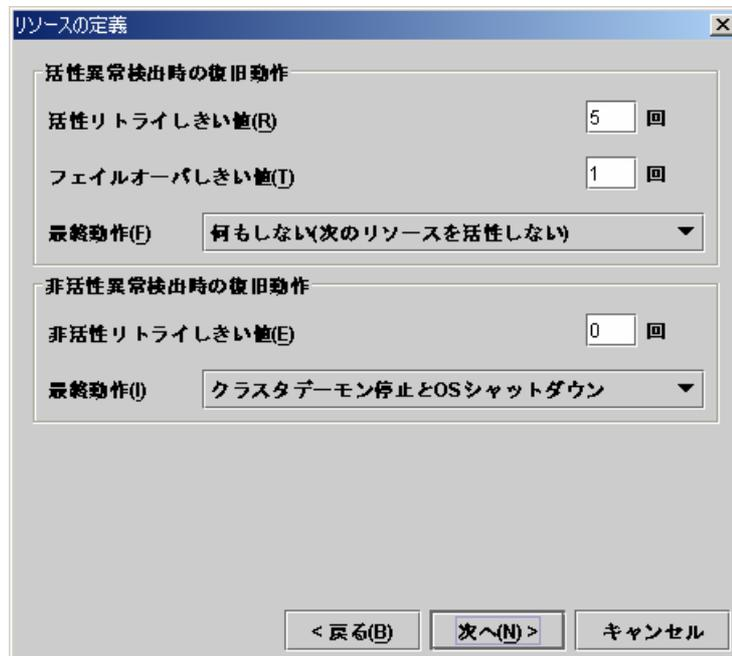 リソースの定義
活性異常検出時の復旧動作
活性リトライしきい値(R) 5 回
フェイルオーバしきい値(T) 1 回
最終動作(F) 何もしない(次のリソースを活性しない)
非活性異常検出時の復旧動作
非活性リトライしきい値(E) 0 回
最終動作(I) クラスタデーモン停止とOSシャットダウン
< 戻る(B) 次へ(N) > キャンセル